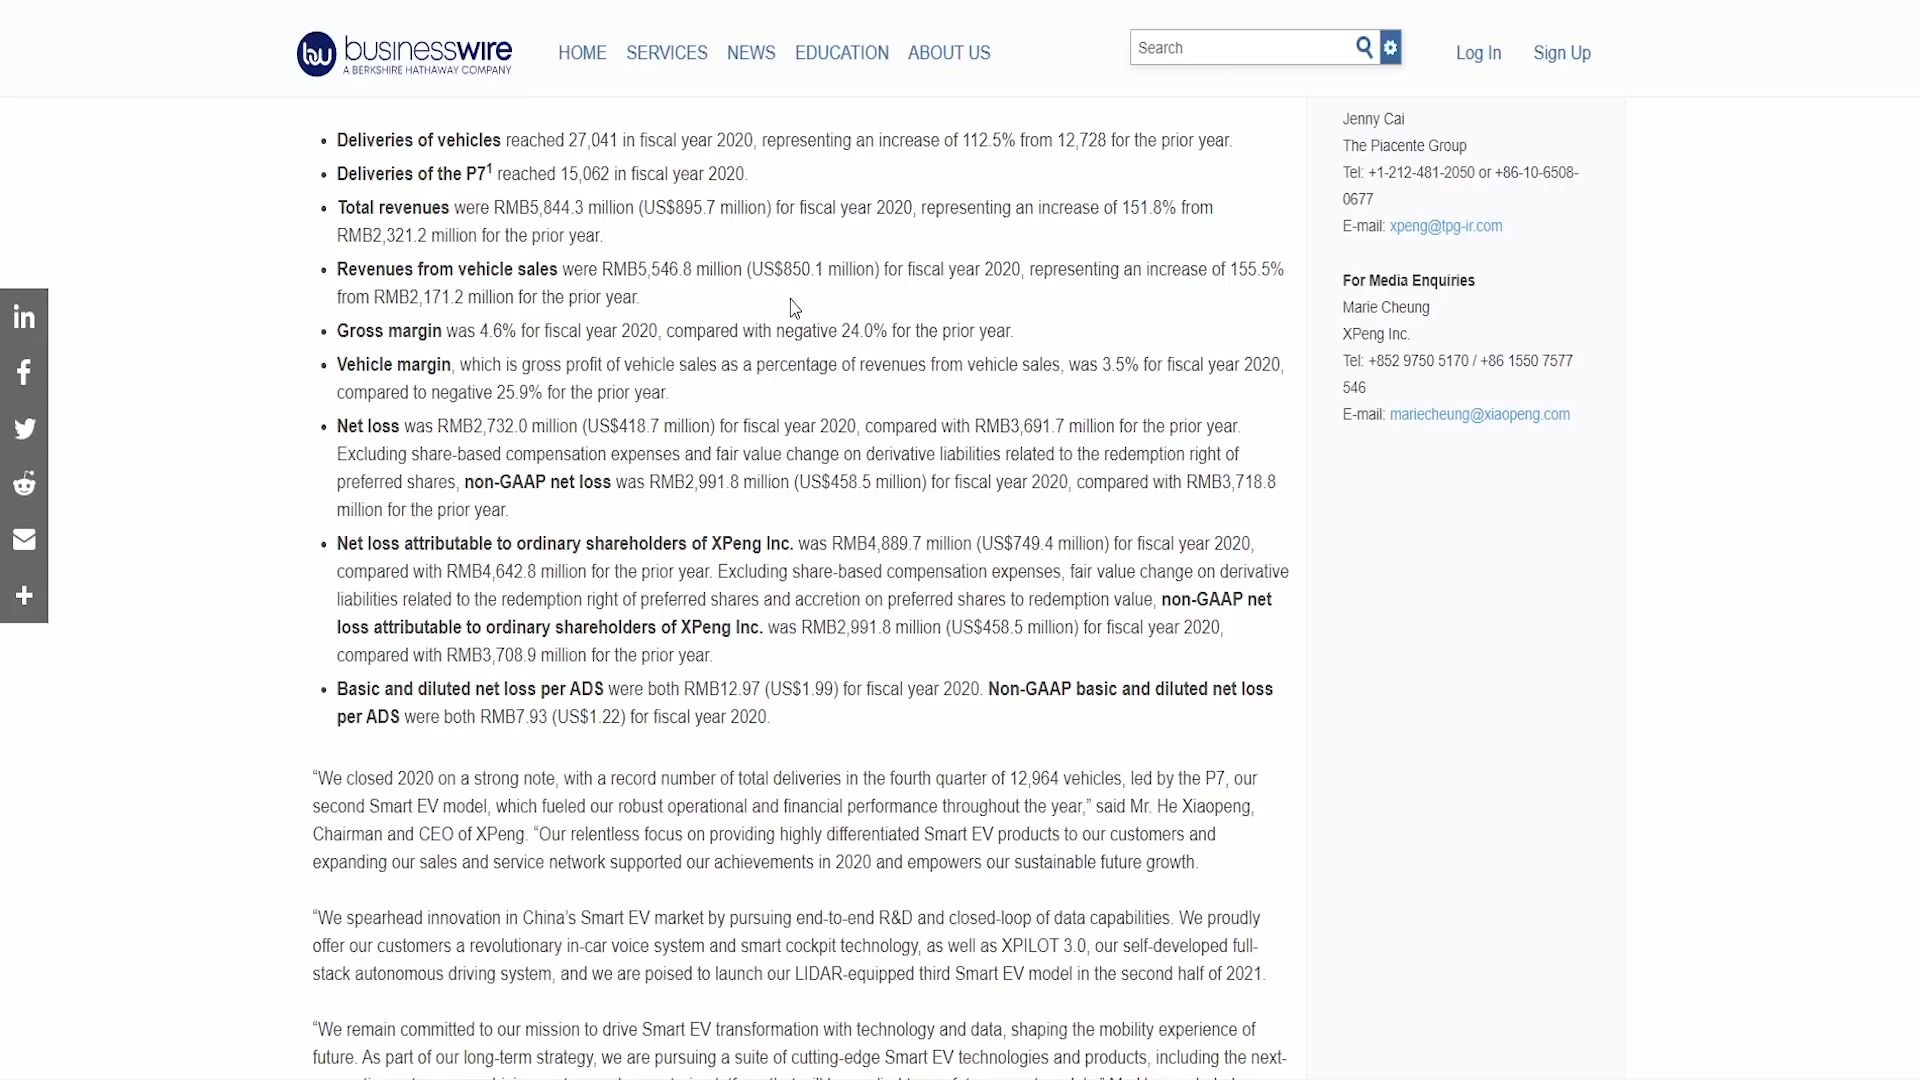 businesswire
A BERKSHIRE HATHAWAY COMPANY
HOME SERVICES NEWS EDUCATION ABOUT US
Search
Log In Sign Up
• Deliveries of vehicles reached 27,041 in fiscal year 2020, representing an increase of 112.5% from 12,728 for the prior year.
• Deliveries of the P7¹ reached 15,062 in fiscal year 2020.
• Total revenues were RMB5,844.3 million (US$895.7 million) for fiscal year 2020, representing an increase of 151.8% from
RMB2,321.2 million for the prior year.
• Revenues from vehicle sales were RMB5,546.8 million (US$850.1 million) for fiscal year 2020, representing an increase of 155.5%
from RMB2,171.2 million for the prior year.
• Gross margin was 4.6% for fiscal year 2020, compared with negative 24.0% for the prior year.
• Vehicle margin, which is gross profit of vehicle sales as a percentage of revenues from vehicle sales, was 3.5% for fiscal year 2020,
compared to negative 25.9% for the prior year.
• Net loss was RMB2,732.0 million (US$418.7 million) for fiscal year 2020, compared with RMB3,691.7 million for the prior year.
Excluding share-based compensation expenses and fair value change on derivative liabilities related to the redemption right of
preferred shares, non-GAAP net loss was RMB2,991.8 million (US$458.5 million) for fiscal year 2020, compared with RMB3,718.8
million for the prior year.
• Net loss attributable to ordinary shareholders of XPeng Inc. was RMB4,889.7 million (US$749.4 million) for fiscal year 2020,
compared with RMB4,642.8 million for the prior year. Excluding share-based compensation expenses, fair value change on derivative
liabilities related to the redemption right of preferred shares and accretion on preferred shares to redemption value, non-GAAP net
loss attributable to ordinary shareholders of XPeng Inc. was RMB2,991.8 million (US$458.5 million) for fiscal year 2020,
compared with RMB3,708.9 million for the prior year.
• Basic and diluted net loss per ADS were both RMB12.97 (US$1.99) for fiscal year 2020. Non-GAAP basic and diluted net loss
per ADS were both RMB7.93 (US$1.22) for fiscal year 2020.
“We closed 2020 on a strong note, with a record number of total deliveries in the fourth quarter of 12,964 vehicles, led by the P7, our
second Smart EV model, which fueled our robust operational and financial performance throughout the year,” said Mr. He Xiaopeng,
Chairman and CEO of XPeng. “Our relentless focus on providing highly differentiated Smart EV products to our customers and
expanding our sales and service network supported our achievements in 2020 and empowers our sustainable future growth.
“We spearhead innovation in China’s Smart EV market by pursuing end-to-end R&D and closed-loop of data capabilities. We proudly
offer our customers a revolutionary in-car voice system and smart cockpit technology, as well as XPILOT 3.0, our self-developed full-
stack autonomous driving system, and we are poised to launch our LIDAR-equipped third Smart EV model in the second half of 2021.
“We remain committed to our mission to drive Smart EV transformation with technology and data, shaping the mobility experience of
future. As part of our long-term strategy, we are pursuing a suite of cutting-edge Smart EV technologies and products, including the next-
Jenny Cai
The Piacente Group
Tel: +1-212-481-2050 or +86-10-6508-
0677
E-mail: xpeng@tpg-ir.com
For Media Enquiries
Marie Cheung
XPeng Inc.
Tel: +852 9750 5170 / +86 1550 7577
546
E-mail: mariecheung@xiaopeng.com